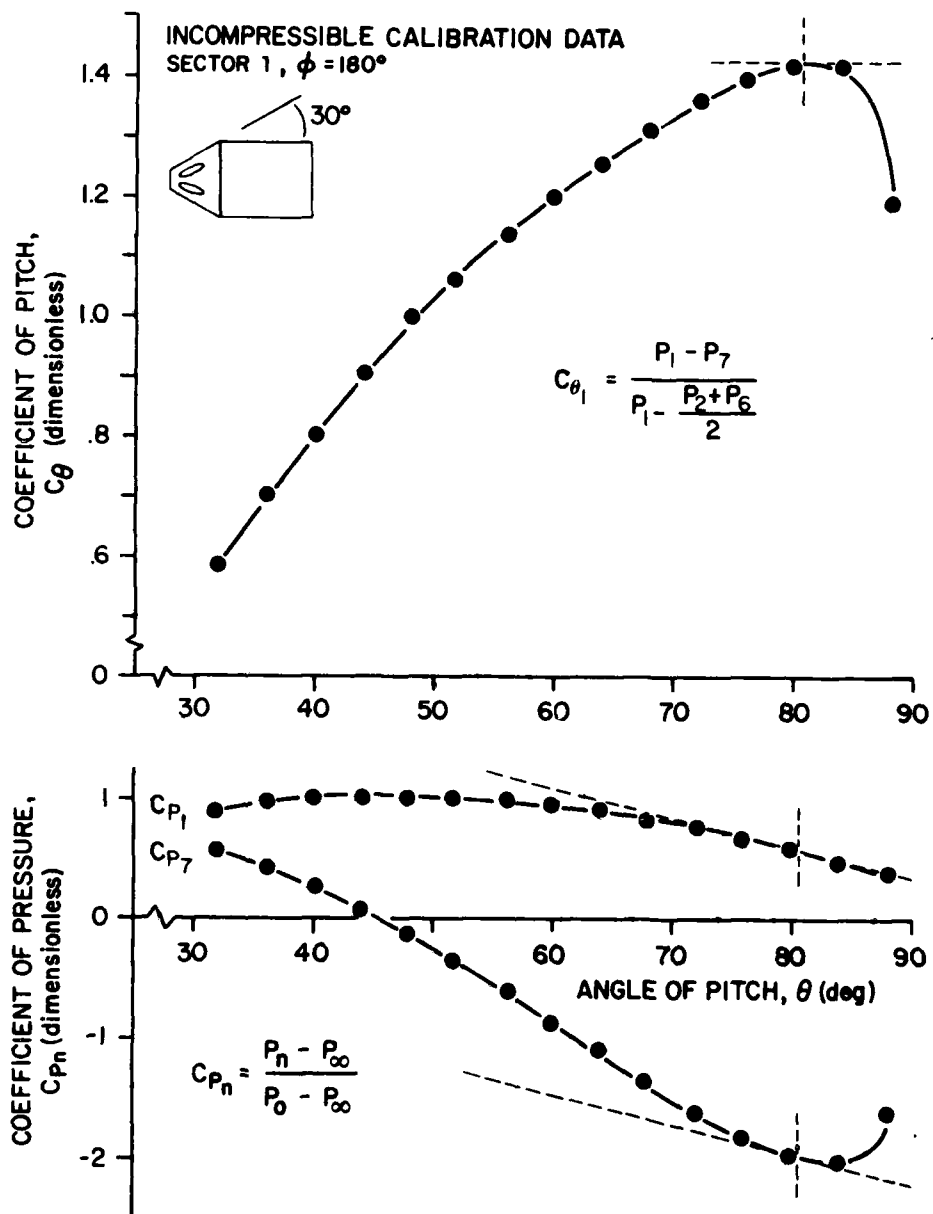 INCOMPRESSIBLE CALIBRATION DATA
SECTOR 1, ϕ = 180°
30°
COEFFICIENT OF PITCH,
Cθ (dimensionless)
1.4
1.2
1.0
.8
.6
0
Cθ1 = (P1 - P7) / (P1 - (P2 + P6) / 2)
30 40 50 60 70 80 90
COEFFICIENT OF PRESSURE,
CPn (dimensionless)
1
0
-1
-2
CP1
CP7
30 40 60 70 80 90
ANGLE OF PITCH, θ (deg)
CPn = (Pn - P∞) / (Po - P∞)